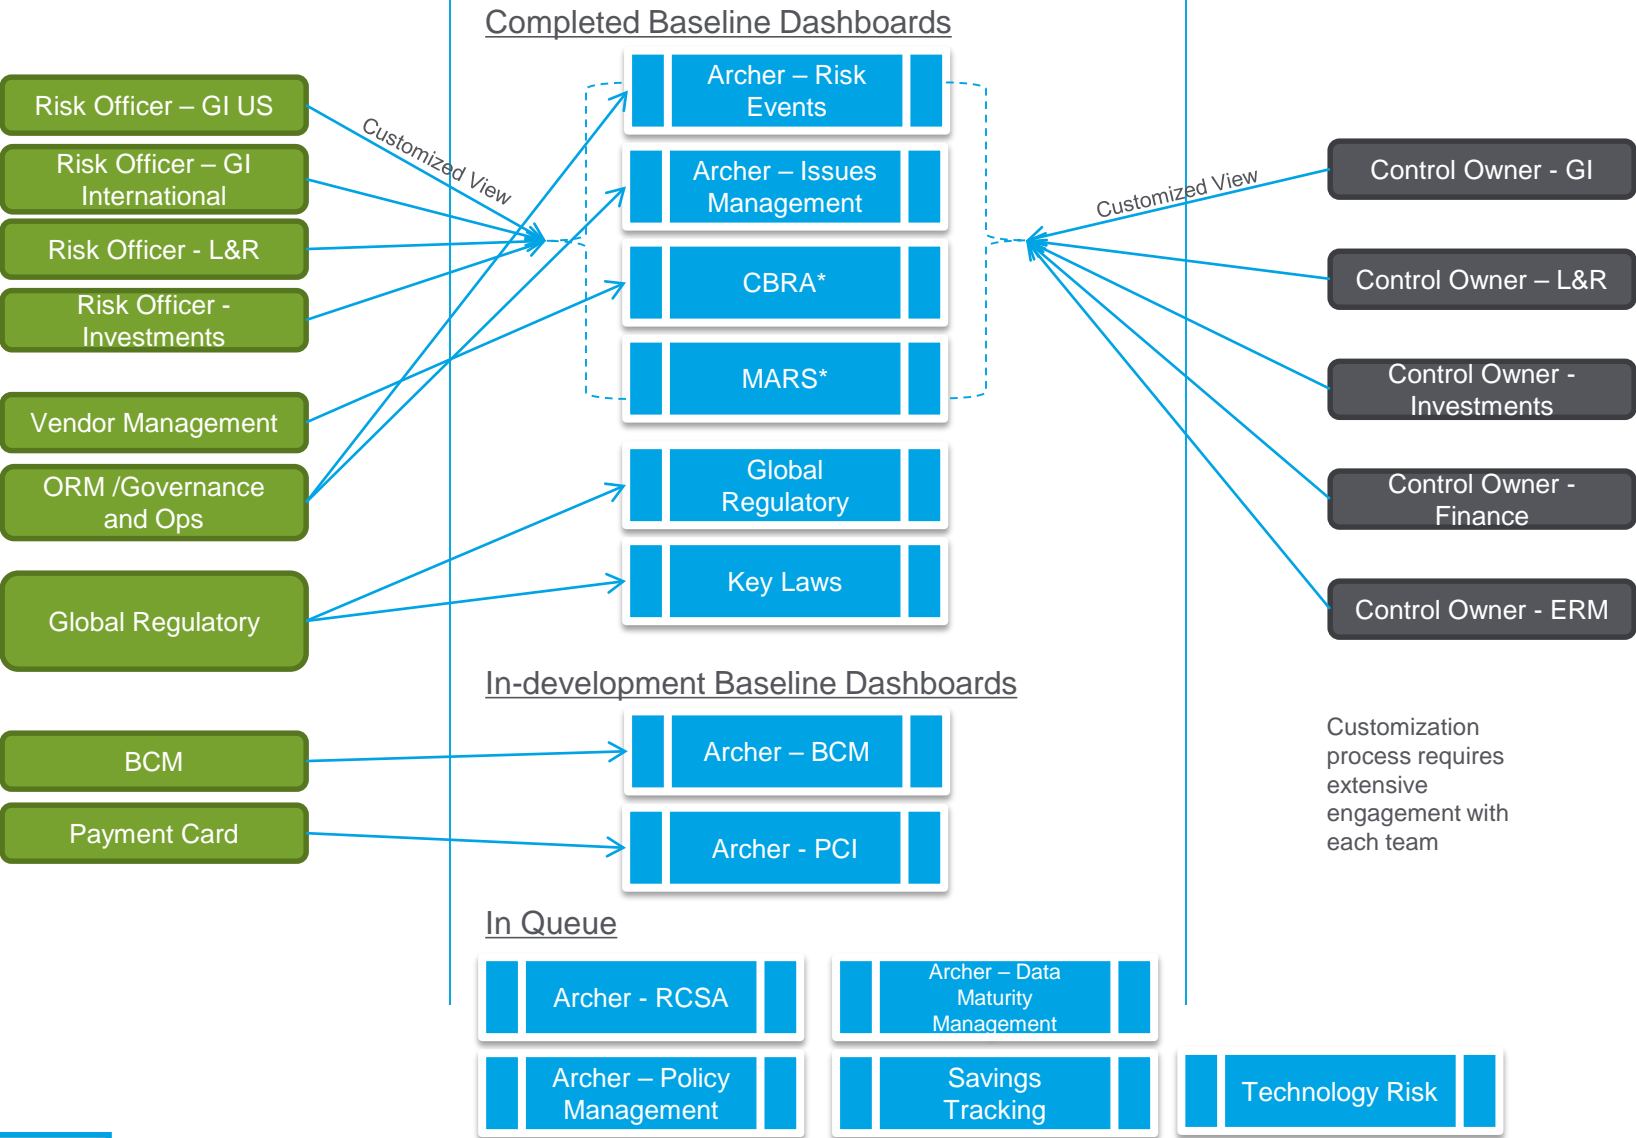 Completed Baseline Dashboards
Risk Officer – GI US
Risk Officer – GI
International
Risk Officer - L&R
Risk Officer -
Investments
Vendor Management
ORM /Governance
and Ops
Global Regulatory
BCM
Payment Card
Customized View
Archer – Risk
Events
Archer – Issues
Management
CBRA*
MARS*
Global
Regulatory
Key Laws
In-development Baseline Dashboards
Archer – BCM
Archer - PCI
In Queue
Archer - RCSA
Archer – Data
Maturity
Management
Archer – Policy
Management
Savings
Tracking
Technology Risk
Customized View
Control Owner - GI
Control Owner – L&R
Control Owner -
Investments
Control Owner -
Finance
Control Owner - ERM
Customization
process requires
extensive
engagement with
each team